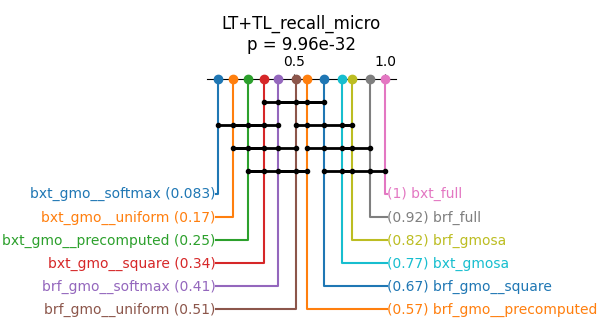 LT+TL_recall_micro
p = 9.96e-32
0.5 1.0
bxt_gmo__softmax (0.083) (1) bxt_full
bxt_gmo__uniform (0.17) (0.92) brf_full
bxt_gmo__precomputed (0.25) (0.82) brf_gmosa
bxt_gmo__square (0.34) (0.77) bxt_gmosa
brf_gmo__softmax (0.41) (0.67) brf_gmo__square
brf_gmo__uniform (0.51) (0.57) brf_gmo__precomputed